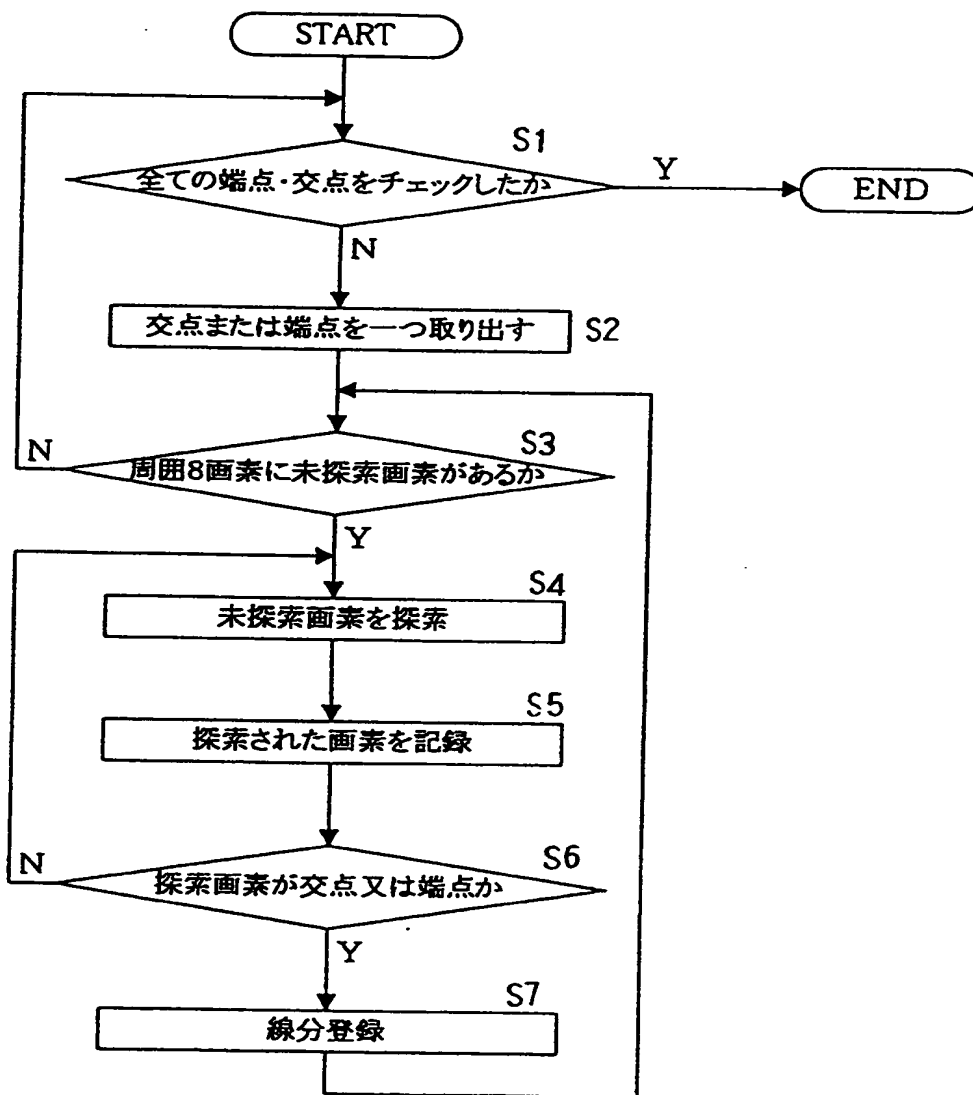 START
S1
全ての端点・交点をチェックしたか
Y
END
N
交点または端点を一つ取り出す
S2
S3
N
周囲8画素に未探索画素があるか
Y
S4
未探索画素を探索
S5
探索された画素を記録
S6
N
探索画素が交点又は端点か
Y
S7
線分登録